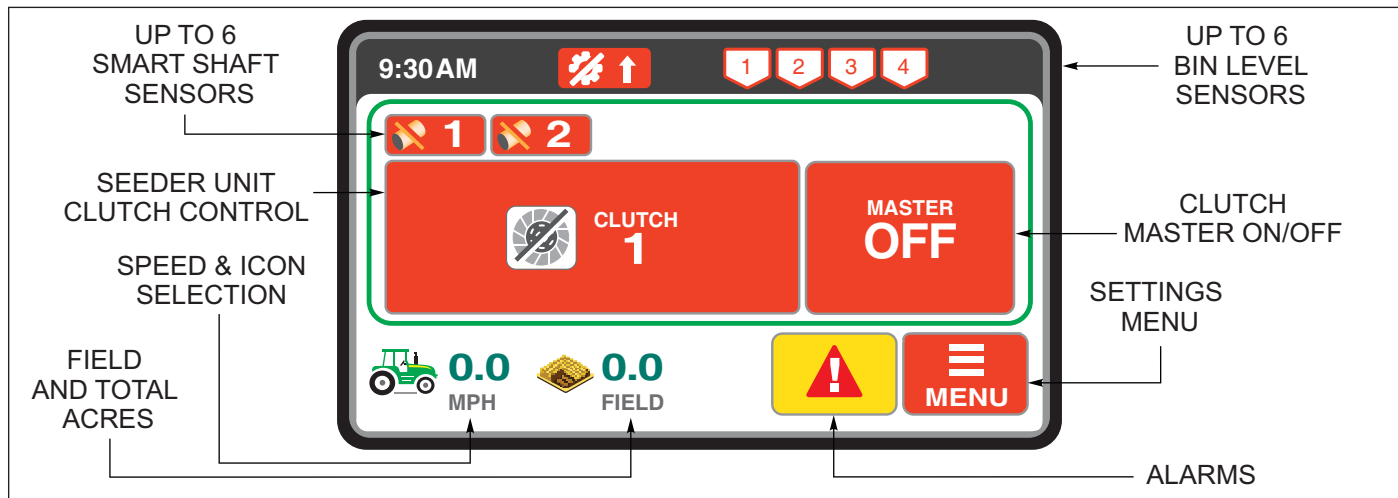 UP TO 6
SMART SHAFT
SENSORS
SEEDER UNIT
CLUTCH CONTROL
SPEED & ICON
SELECTION
FIELD
AND TOTAL
ACRES
9:30 AM
1 2 3 4
1 2
CLUTCH
1
MASTER
OFF
0.0
MPH
0.0
FIELD
!
MENU
UP TO 6
BIN LEVEL
SENSORS
CLUTCH
MASTER ON/OFF
SETTINGS
MENU
ALARMS